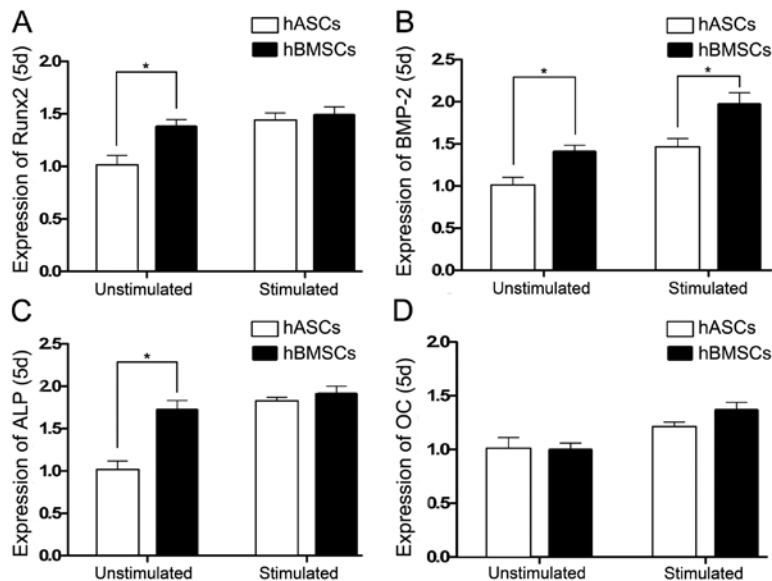 A
hASCs
hBMSCs
Expression of Runx2 (5d)
2.0
1.5
1.0
0.5
0.0
*
Unstimulated
Stimulated
B
hASCs
hBMSCs
Expression of BMP-2 (5d)
2.5
2.0
1.5
1.0
0.5
0.0
*
*
Unstimulated
Stimulated
C
hASCs
hBMSCs
Expression of ALP (5d)
2.0
1.5
1.0
0.5
0.0
*
Unstimulated
Stimulated
D
hASCs
hBMSCs
Expression of OC (5d)
2.0
1.5
1.0
0.5
0.0
Unstimulated
Stimulated